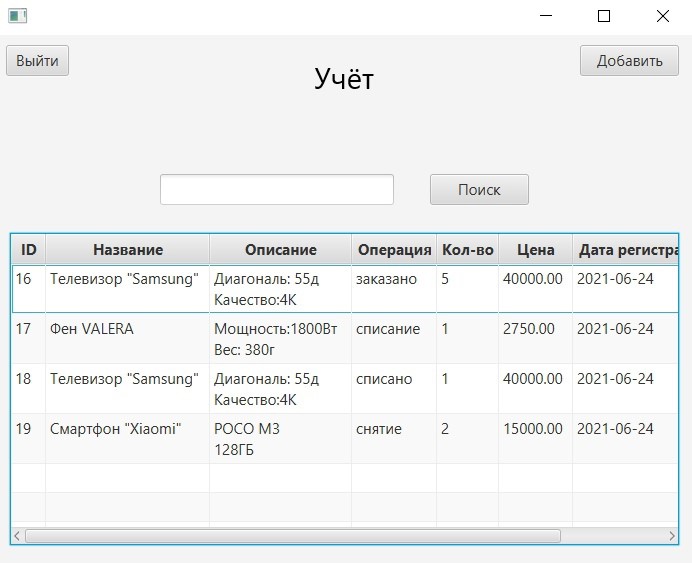 Выйти
Добавить
Учёт
Поиск
ID Название Описание Операция Кол-во Цена Дата регистра
16 Телевизор "Samsung" Диагональ: 55д заказано 5 40000.00 2021-06-24
Качество:4K
17 Фен VALERA Мощность:1800Вт списание 1 2750.00 2021-06-24
Вес: 380г
18 Телевизор "Samsung" Диагональ: 55д списано 1 40000.00 2021-06-24
Качество:4K
19 Смартфон "Xiaomi" POCO M3 снятие 2 15000.00 2021-06-24
128ГБ